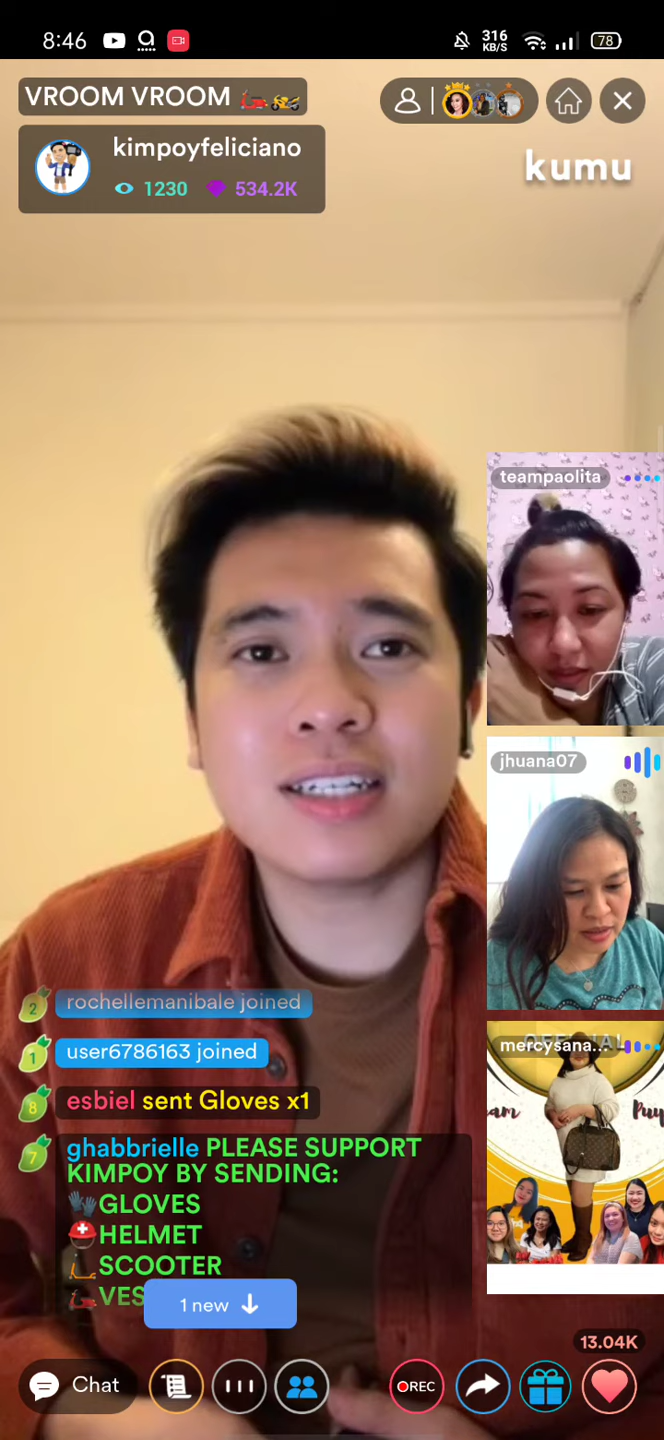 8:46
316
KB/S
78
VROOM VROOM
kimpoyfeliciano
1230
534.2K
kumu
teampaolita
jhuana07
mercysana...
2
rochellemanibale joined
1
user6786163 joined
8
esbiel sent Gloves x1
7
ghabbrielle PLEASE SUPPORT
KIMPOY BY SENDING:
GLOVES
HELMET
SCOOTER
VES
1 new
13.04K
Chat
REC